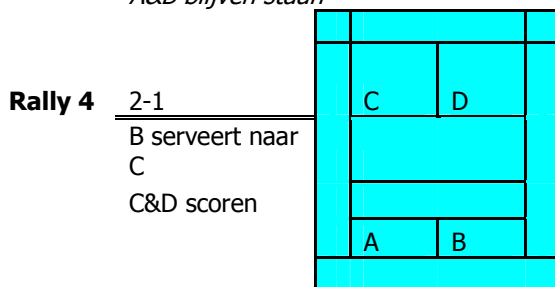 A&D blijven staan
Rally 4 2-1 C D
B serveert naar
C
C&D scoren
A B